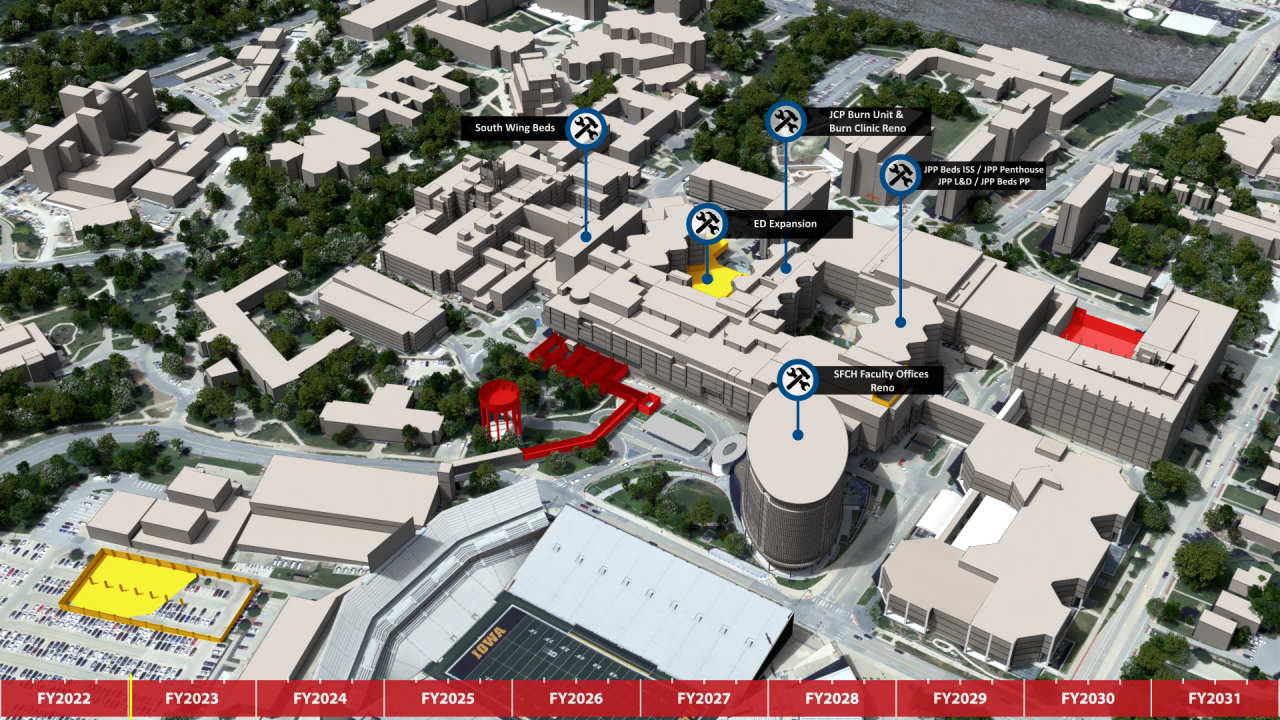 JCP Burn Unit &
Burn Clinic Reno
South Wing Beds
JPP Beds ISS / JPP Penthouse
JPP L&D / JPP Beds PP
ED Expansion
SFCH Faculty Offices
Reno
IOWA
FY2022 FY2023 FY2024 FY2025 FY2026 FY2027 FY2028 FY2029 FY2030 FY2031